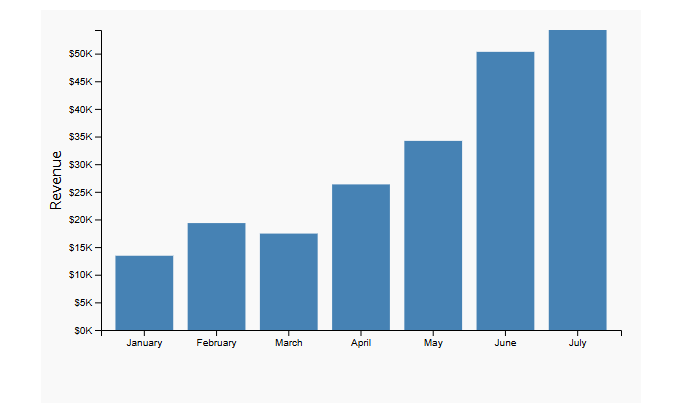 Revenue
$50K
$45K
$40K
$35K
$30K
$25K
$20K
$15K
$10K
$5K
$0K
January February March April May June July